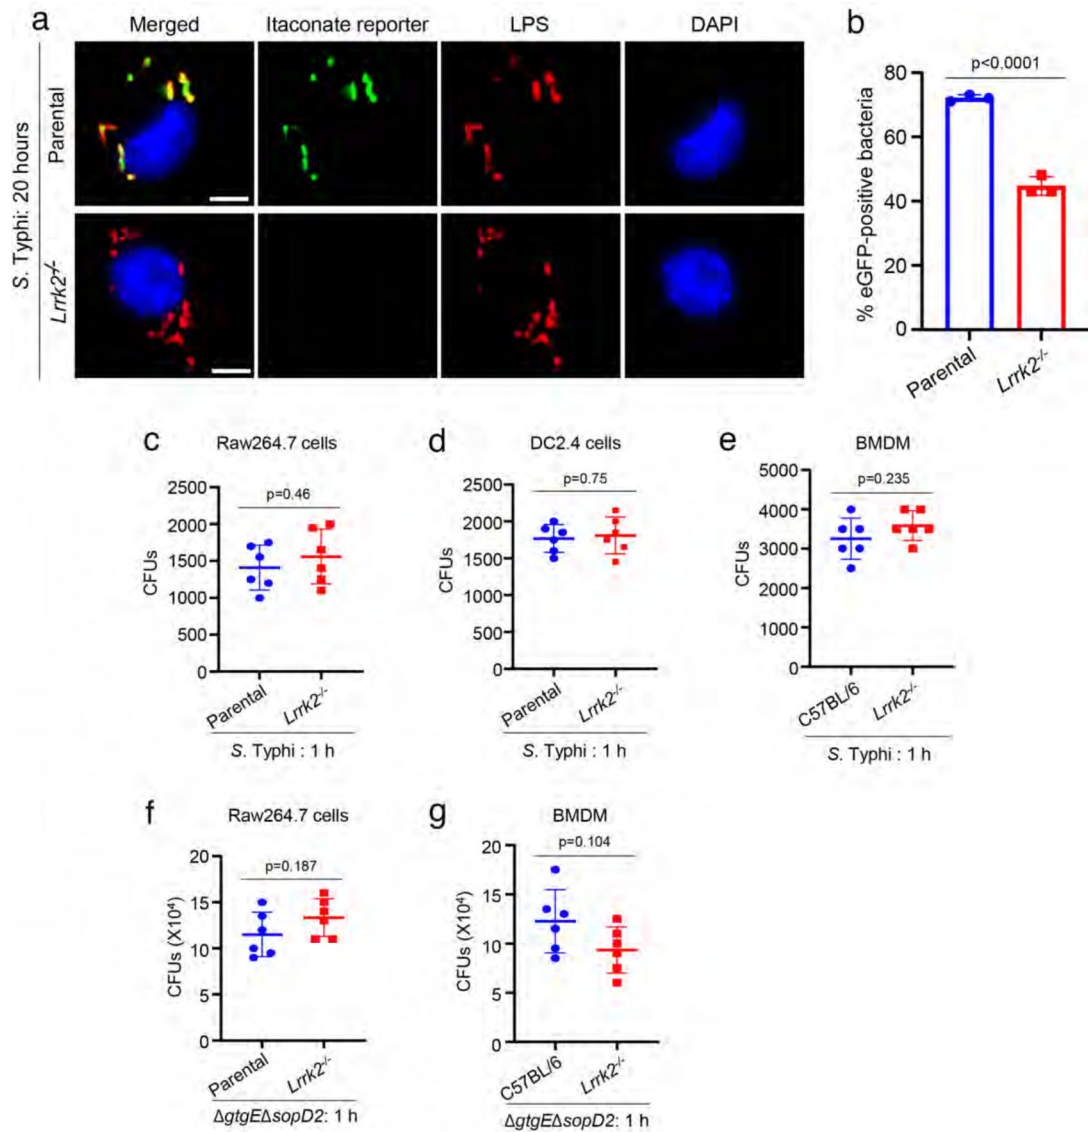 a
Merged Itaconate reporter LPS DAPI
S. Typhi: 20 hours
Parental
Lrrk2-/-
b
p<0.0001
% eGFP-positive bacteria
80
60
40
20
0
Parental Lrrk2-/-
c
Raw264.7 cells
p=0.46
CFUs
2500
2000
1500
1000
500
0
Parental Lrrk2-/-
S. Typhi : 1 h
d
DC2.4 cells
p=0.75
CFUs
2500
2000
1500
1000
500
0
Parental Lrrk2-/-
S. Typhi : 1 h
e
BMDM
p=0.235
CFUs
5000
4000
3000
2000
1000
0
C57BL/6 Lrrk2-/-
S. Typhi : 1 h
f
Raw264.7 cells
p=0.187
CFUs (X10⁴)
20
15
10
5
0
Parental Lrrk2-/-
ΔgtgEΔsopD2: 1 h
g
BMDM
p=0.104
CFUs (X10⁴)
20
15
10
5
0
C57BL/6 Lrrk2-/-
ΔgtgEΔsopD2: 1 h